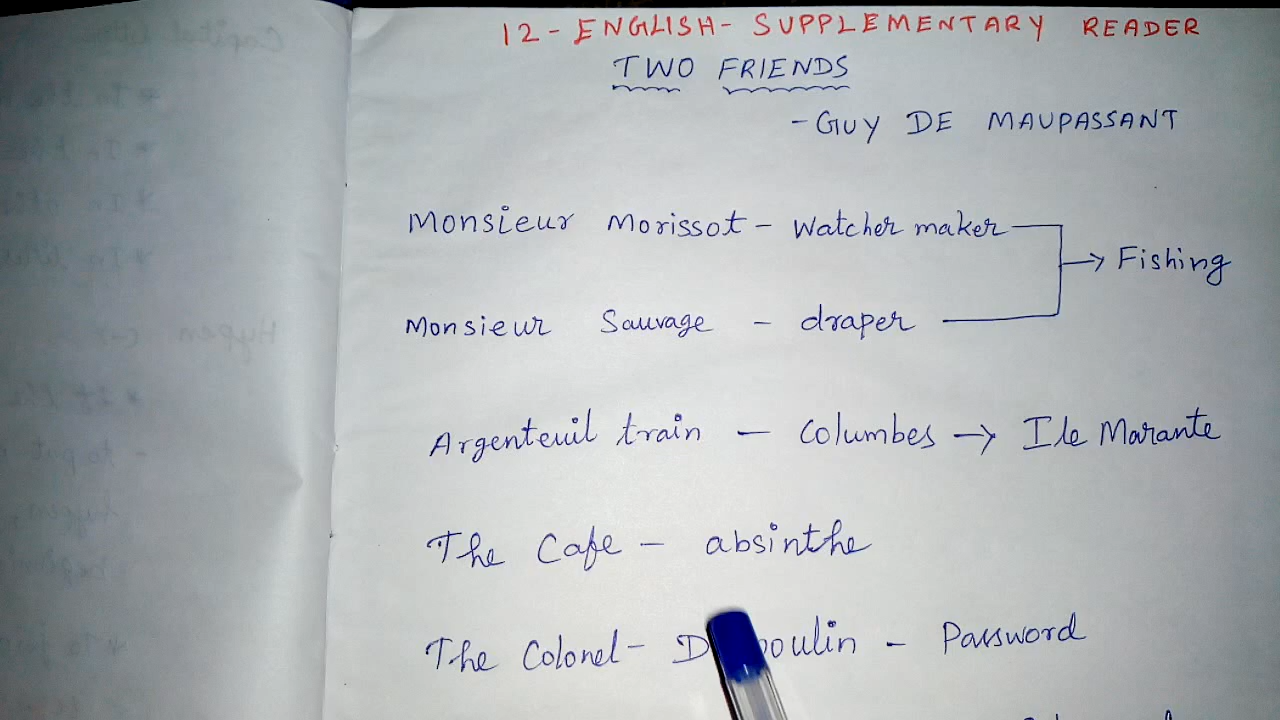 12 - ENGLISH - SUPPLEMENTARY READER
TWO FRIENDS
- GUY DE MAUPASSANT
Monsieur Morissot - Watcher maker
→ Fishing
Monsieur Sauvage - draper
Argenteuil train - Columbes → Ile Marante
The Cafe - absinthe
The Colonel - - Password